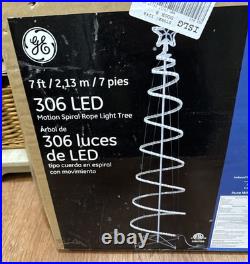 GE
7 ft / 2,13 m / 7 pies
306 LED
Motion Spiral Rope Light Tree
Árbol de
306 luces
de LED
tipo cuerda en espiral
con movimiento
ISLG